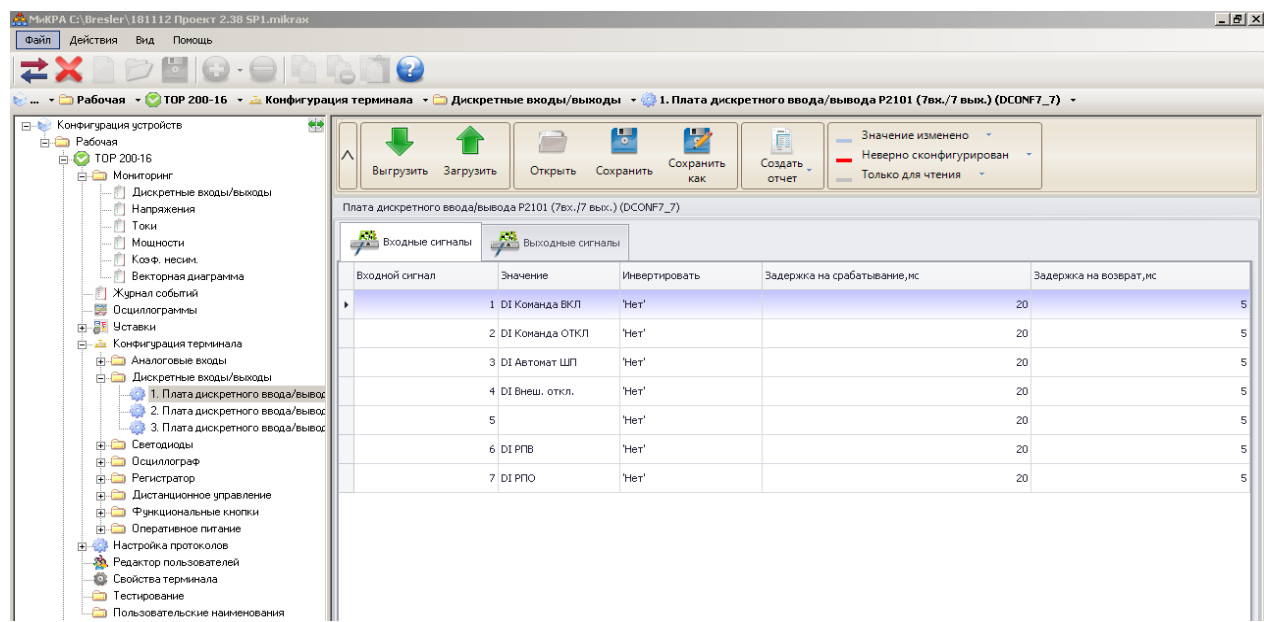 МиКРА C:\Bresler\181112 Проект 2.38 SP1.mikrax
Файл Действия Вид Помощь
... Рабочая ТОР 200-16 Конфигурация терминала Дискретные входы/выходы 1. Плата дискретного ввода/вывода P2101 (7вх./7 вых.) (DCONF7_7)
Конфигурация устройств
Рабочая
ТОР 200-16
Мониторинг
Дискретные входы/выходы
Напряжения
Токи
Мощности
Коэф. несим.
Векторная диаграмма
Журнал событий
Осциллограммы
Уставки
Конфигурация терминала
Аналоговые входы
Дискретные входы/выходы
1. Плата дискретного ввода/вывод
2. Плата дискретного ввода/вывод
3. Плата дискретного ввода/вывод
Светодиоды
Осциллограф
Регистратор
Дистанционное управление
Функциональные кнопки
Оперативное питание
Настройка протоколов
Редактор пользователей
Свойства терминала
Тестирование
Пользовательские наименования
Выгрузить Загрузить Открыть Сохранить Сохранить как Создать отчет
Значение изменено
Неверно сконфигурирован
Только для чтения
Плата дискретного ввода/вывода P2101 (7вх./7 вых.) (DCONF7_7)
Входные сигналы Выходные сигналы
Входной сигнал Значение Инвертировать Задержка на срабатывание,мс Задержка на возврат,мс
1 DI Команда ВКЛ 'Нет' 20 5
2 DI Команда ОТКЛ 'Нет' 20 5
3 DI Автомат ШП 'Нет' 20 5
4 DI Внеш. откл. 'Нет' 20 5
5 'Нет' 20 5
6 DI РПВ 'Нет' 20 5
7 DI РПО 'Нет' 20 5